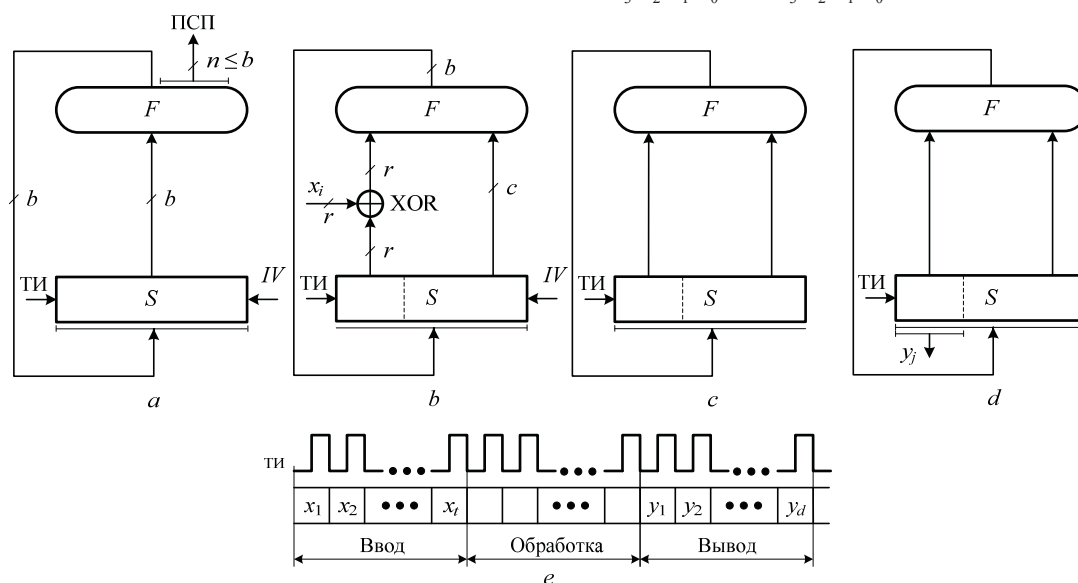 ПСП
n ≤ b
b
F
F
F
F
b
b
r
c
x_i
r
XOR
r
ТИ
S
IV
ТИ
S
IV
ТИ
S
ТИ
S
y_j
a
b
c
d
ТИ
x_1 x_2 ••• x_t ••• y_1 y_2 ••• y_d
Ввод Обработка Вывод
e